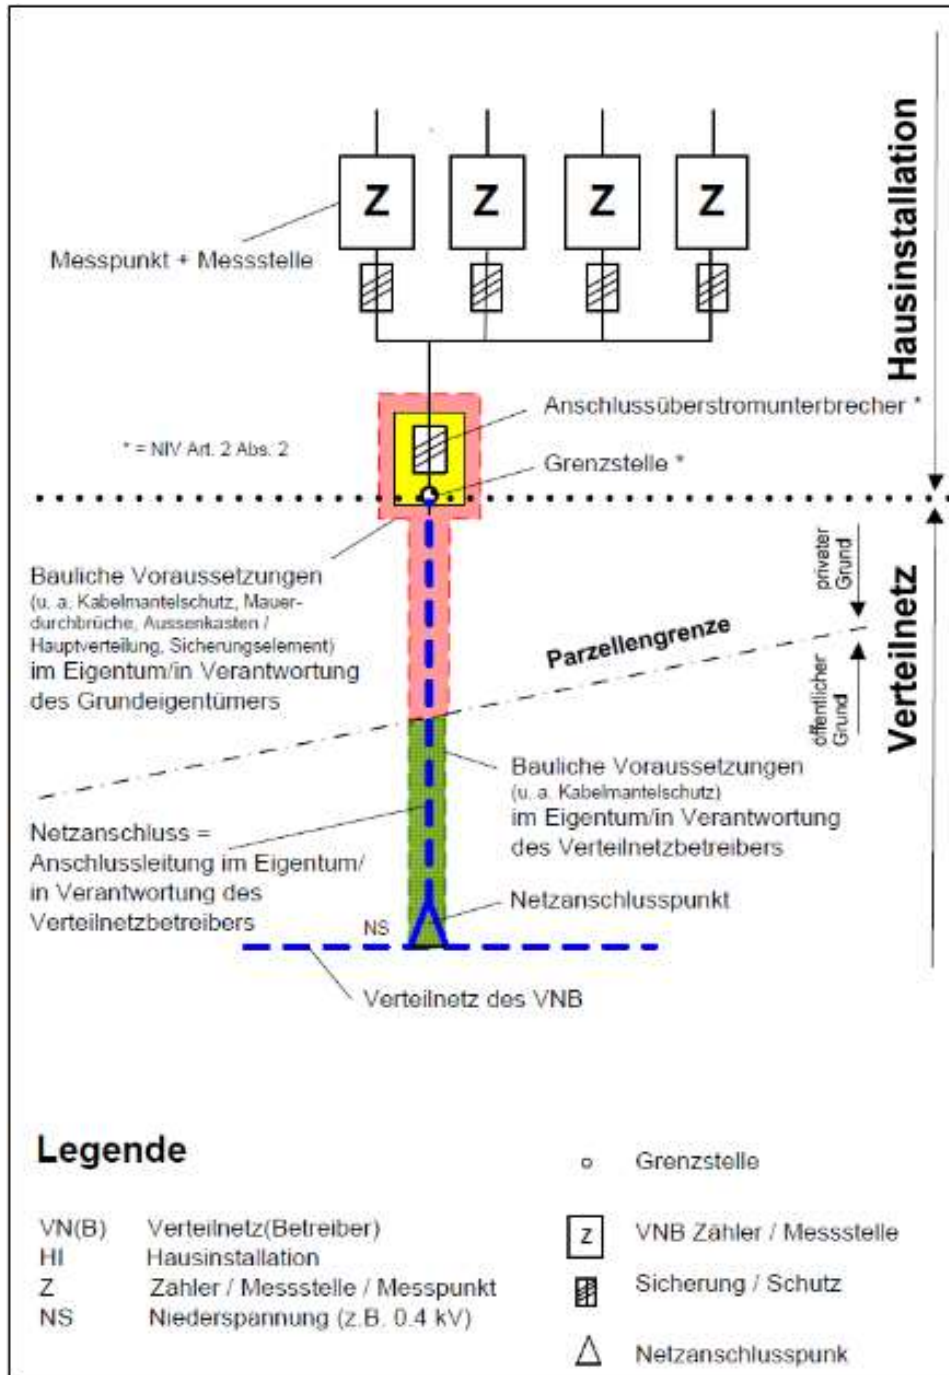 Hausinstallation
Z Z Z Z
Messpunkt + Messstelle
Anschlussüberstromunterbrecher *
* = NIV Art. 2 Abs. 2
Grenzstelle *
Bauliche Voraussetzungen
(u. a. Kabelmantelschutz, Mauer-
durchbrüche, Aussenkasten /
Hauptverteilung, Sicherungselement)
im Eigentum/in Verantwortung
des Grundeigentümers
privater
Grund
Parzellengrenze
öffentlicher
Grund
Verteilnetz
Bauliche Voraussetzungen
(u. a. Kabelmantelschutz)
im Eigentum/in Verantwortung
des Verteilnetzbetreibers
Netzanschluss =
Anschlussleitung im Eigentum/
in Verantwortung des
Verteilnetzbetreibers
Netzanschlusspunkt
NS
Verteilnetz des VNB
Legende
VN(B) Verteilnetz(Betreiber)
HI Hausinstallation
Z Zähler / Messstelle / Messpunkt
NS Niederspannung (z.B. 0.4 kV)
Grenzstelle
Z VNB Zähler / Messstelle
Sicherung / Schutz
Netzanschlusspunk